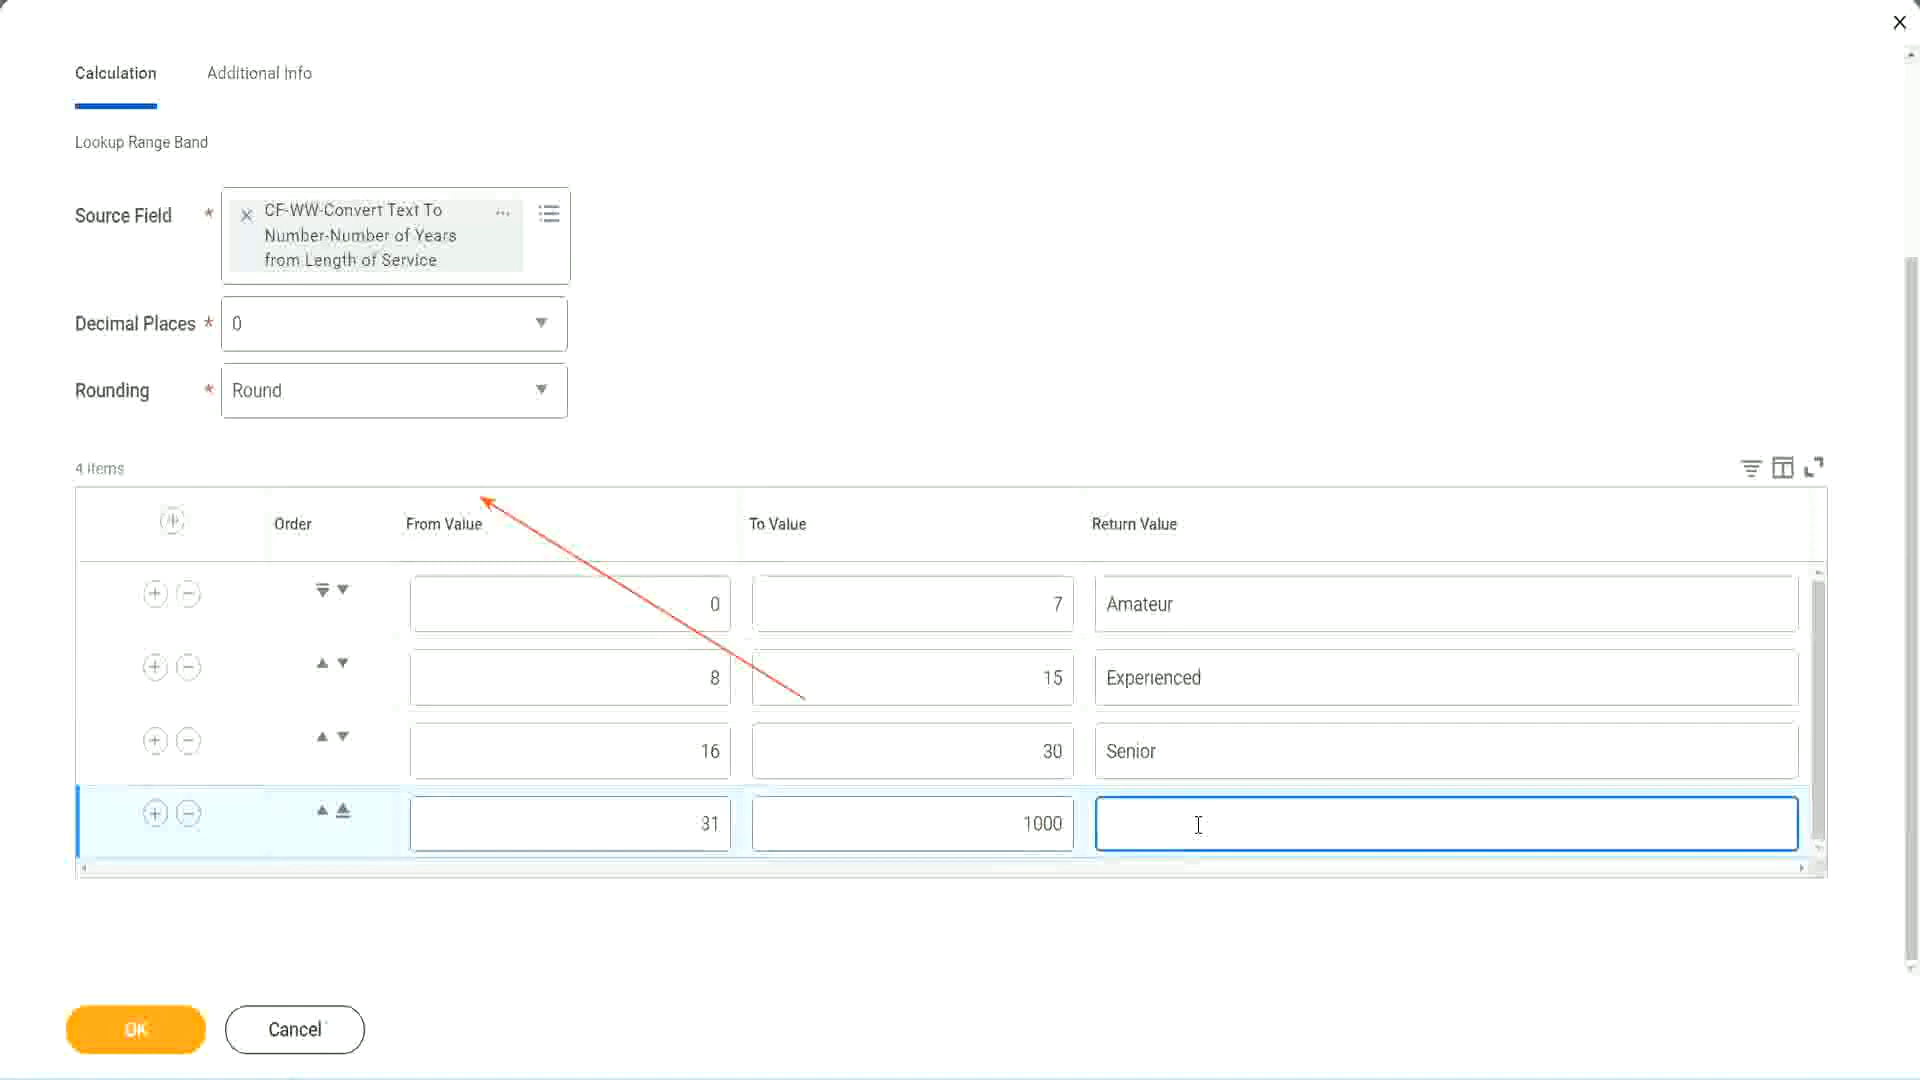 Calculation Additional Info
Lookup Range Band
Source Field * CF-WW-Convert Text To
Number-Number of Years
from Length of Service
Decimal Places * 0
Rounding * Round
4 items
Order From Value To Value Return Value
0 7 Amateur
8 15 Experienced
16 30 Senior
31 1000
OK Cancel